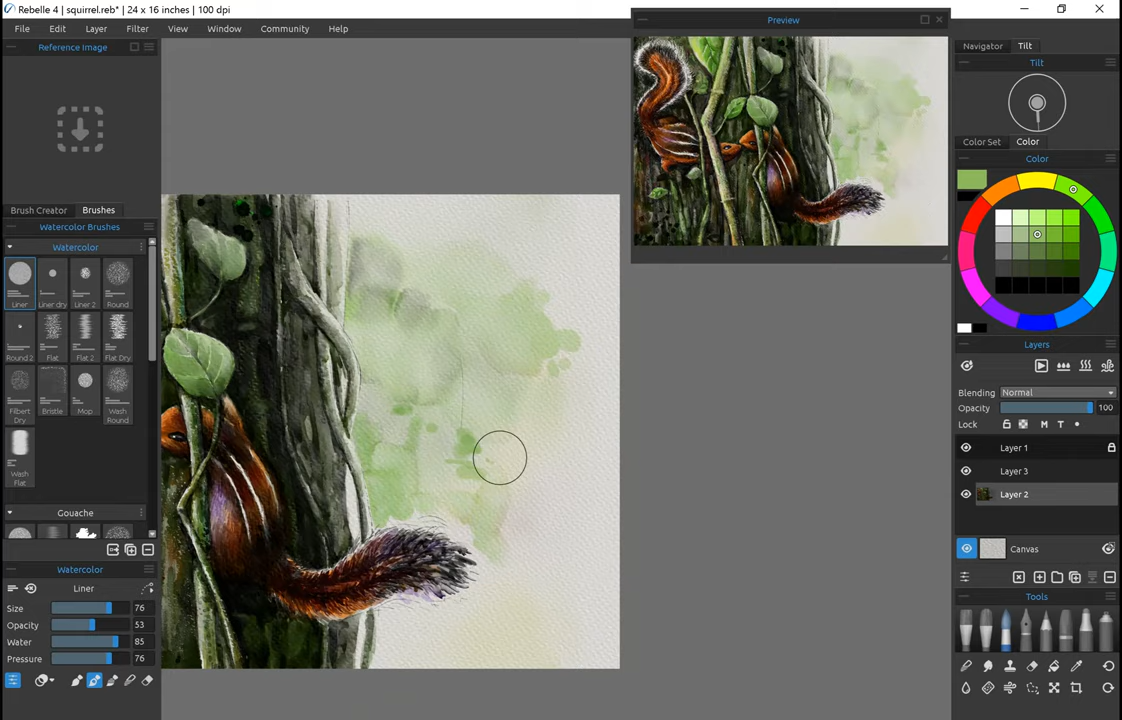 Rebelle 4 | squirrel.reb* | 24 x 16 inches | 100 dpi
File Edit Layer Filter View Window Community Help
Reference Image
Preview
Navigator Tilt
Tilt
Color Set Color
Color
Brush Creator Brushes
Watercolor Brushes
Watercolor
Liner Liner dry Liner 2 Round
Round 2 Flat Flat 2 Flat Dry
Filbert Dry Bristle Mop Wash Round
Wash Flat
Gouache
Watercolor
Liner
Size 76
Opacity 53
Water 85
Pressure 76
Layers
Blending Normal
Opacity 100
Lock M T
Layer 1
Layer 3
Layer 2
Canvas
Tools